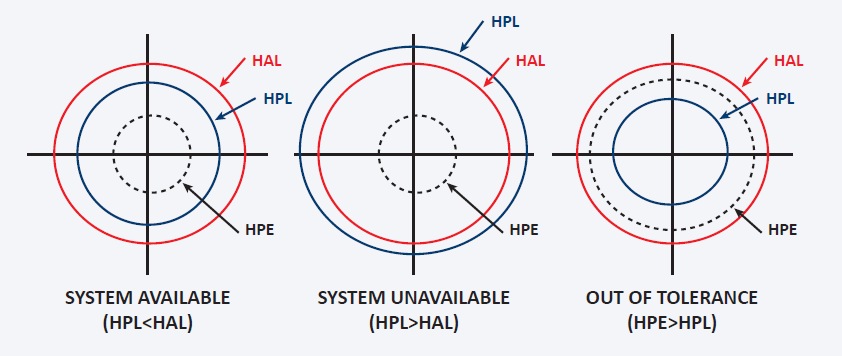 HAL
HPL
HPE
SYSTEM AVAILABLE
(HPL<HAL)
HPL
HAL
HPE
SYSTEM UNAVAILABLE
(HPL>HAL)
HAL
HPL
HPE
OUT OF TOLERANCE
(HPE>HPL)